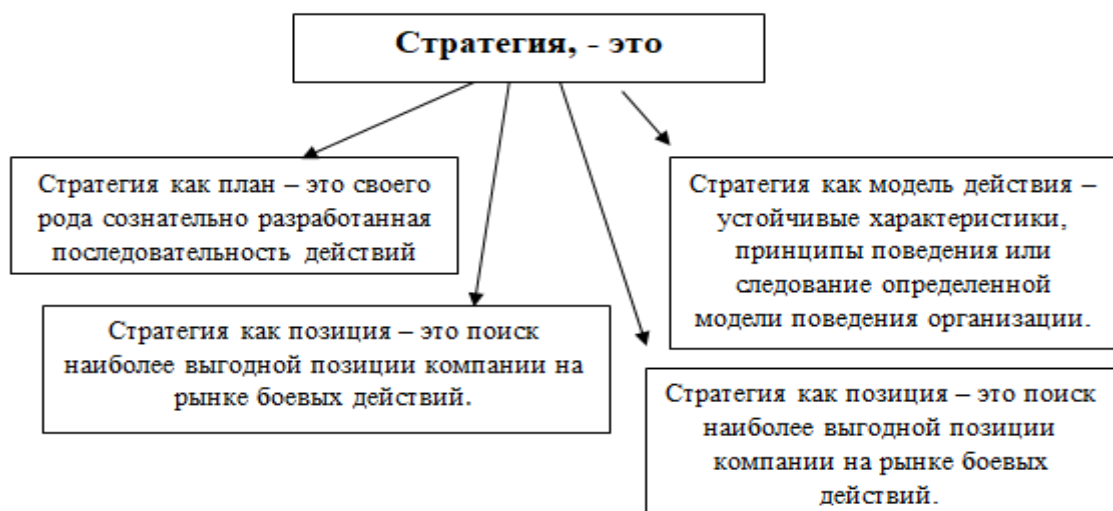 Стратегия, - это
Стратегия как план – это своего
рода сознательно разработанная
последовательность действий
Стратегия как модель действия –
устойчивые характеристики,
принципы поведения или
следование определенной
модели поведения организации.
Стратегия как позиция – это поиск
наиболее выгодной позиции компании на
рынке боевых действий.
Стратегия как позиция – это поиск
наиболее выгодной позиции
компании на рынке боевых
действий.